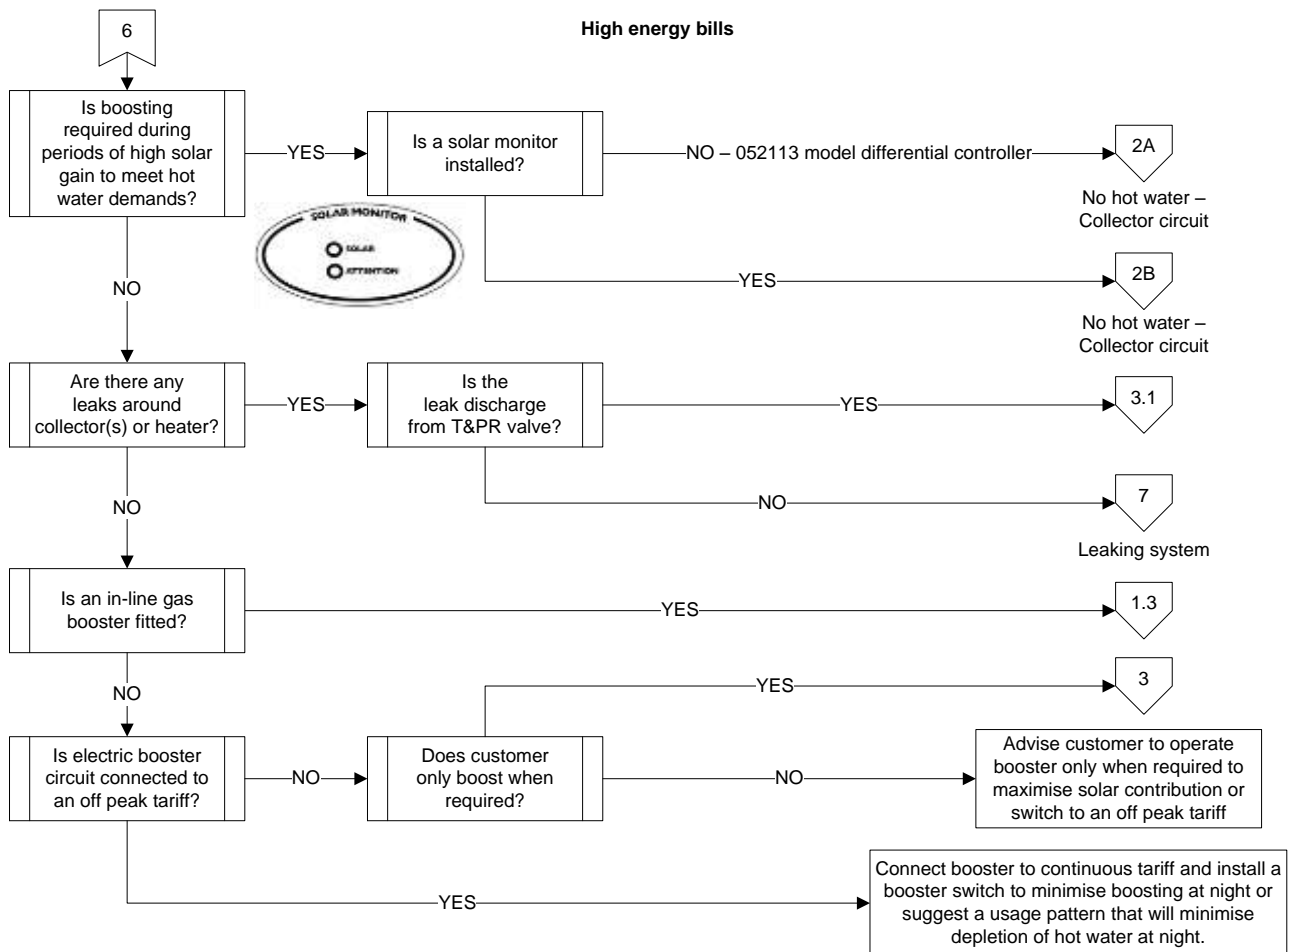 High energy bills
6
Is boosting
required during
periods of high solar
gain to meet hot
water demands?
YES
Is a solar monitor
installed?
NO – 052113 model differential controller
2A
No hot water –
Collector circuit
SOLAR MONITOR
SOLAR
ATTENTION
NO
YES
2B
No hot water –
Collector circuit
Are there any
leaks around
collector(s) or heater?
YES
Is the
leak discharge
from T&PR valve?
YES
3.1
NO
NO
7
Leaking system
Is an in-line gas
booster fitted?
YES
1.3
NO
YES
3
Is electric booster
circuit connected to
an off peak tariff?
NO
Does customer
only boost when
required?
NO
Advise customer to operate
booster only when required to
maximise solar contribution or
switch to an off peak tariff
YES
Connect booster to continuous tariff and install a
booster switch to minimise boosting at night or
suggest a usage pattern that will minimise
depletion of hot water at night.